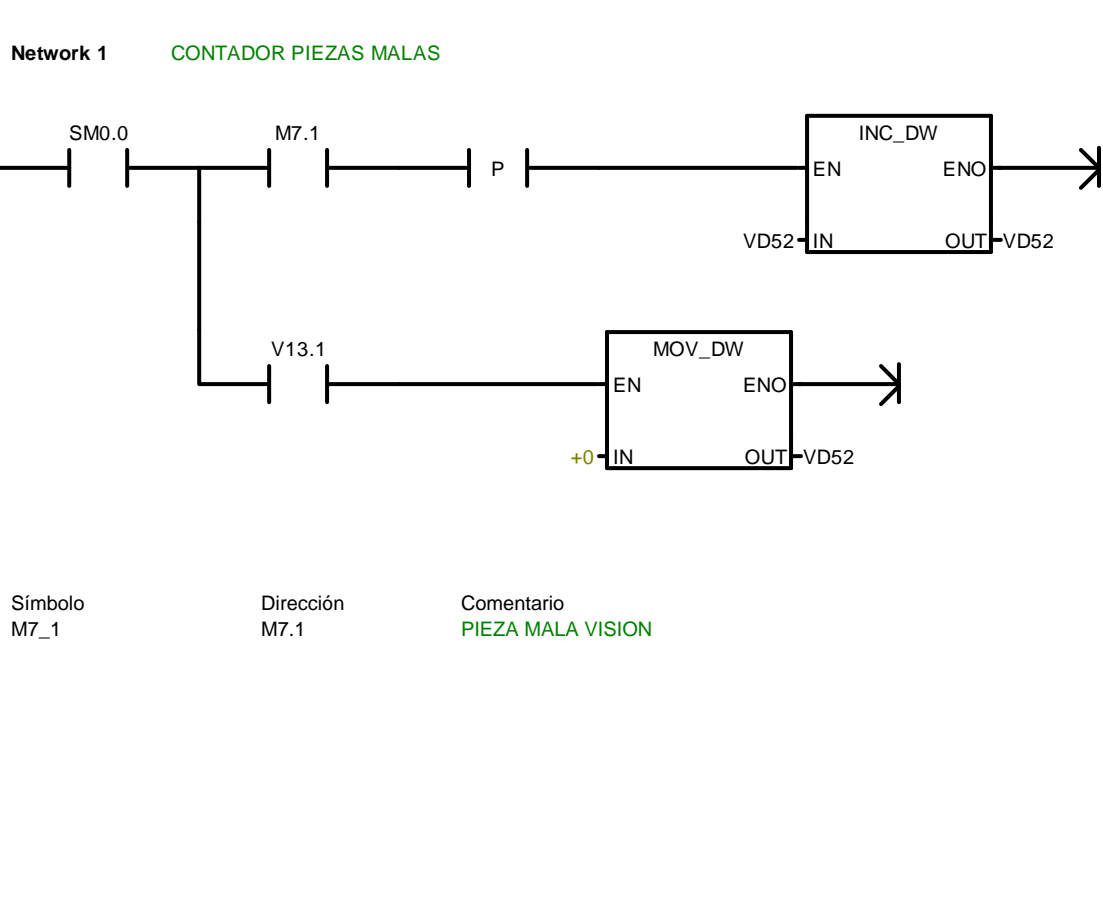 Network 1 CONTADOR PIEZAS MALAS
SM0.0 M7.1 INC_DW
P EN ENO
VD52 IN OUT VD52
V13.1 MOV_DW
EN ENO
+0 IN OUT VD52
Símbolo Dirección Comentario
M7_1 M7.1 PIEZA MALA VISION